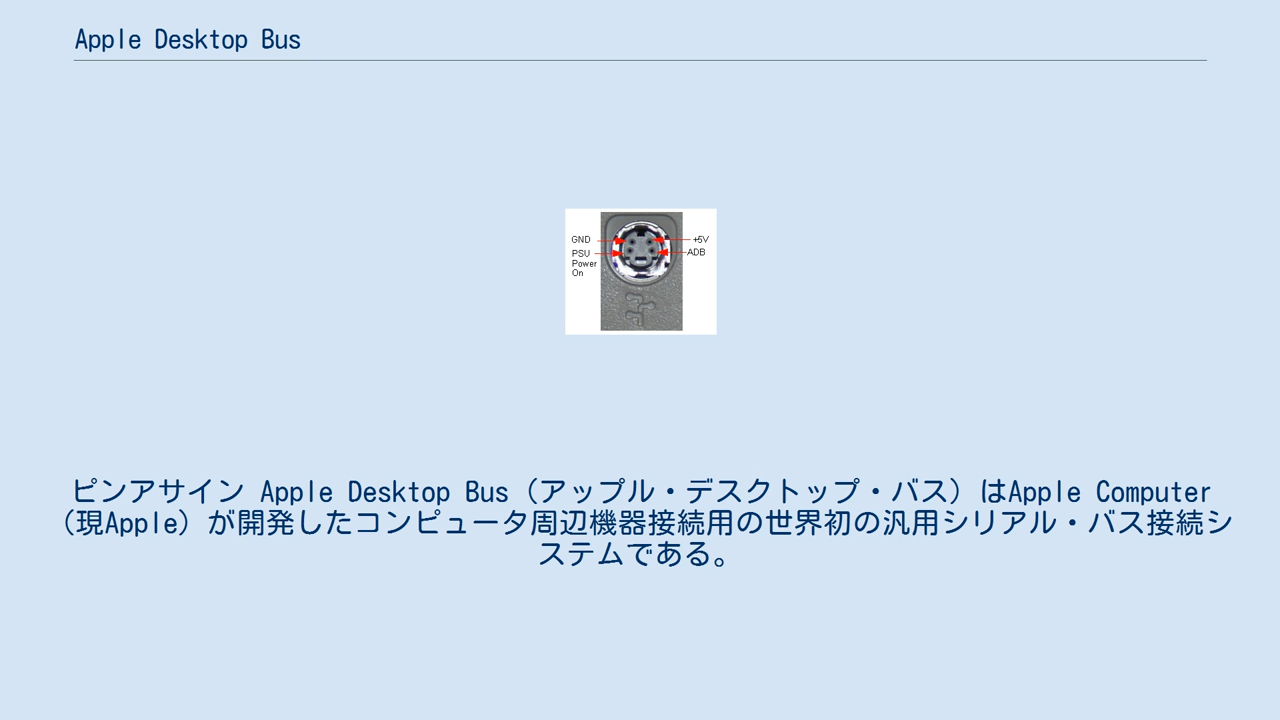 Apple Desktop Bus
GND
PSU
Power
On
+5V
ADB
ピンアサイン Apple Desktop Bus（アップル・デスクトップ・バス）はApple Computer
（現Apple）が開発したコンピュータ周辺機器接続用の世界初の汎用シリアル・バス接続シ
ステムである。